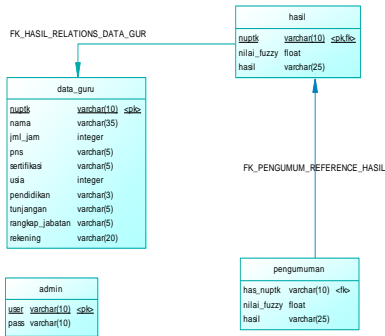 hasil
nuptk varchar(10) <pk,fk>
nilai_fuzzy float
hasil varchar(25)
FK_HASIL_RELATIONS_DATA_GUR
data_guru
nuptk varchar(10) <pk>
nama varchar(35)
jml_jam integer
pns varchar(5)
sertifikasi varchar(5)
usia integer
pendidikan varchar(3)
tunjangan varchar(5)
rangkap_jabatan varchar(5)
rekening varchar(20)
FK_PENGUMUM_REFERENCE_HASIL
admin
user varchar(10) <pk>
pass varchar(10)
pengumuman
has_nuptk varchar(10) <fk>
nilai_fuzzy float
hasil varchar(25)